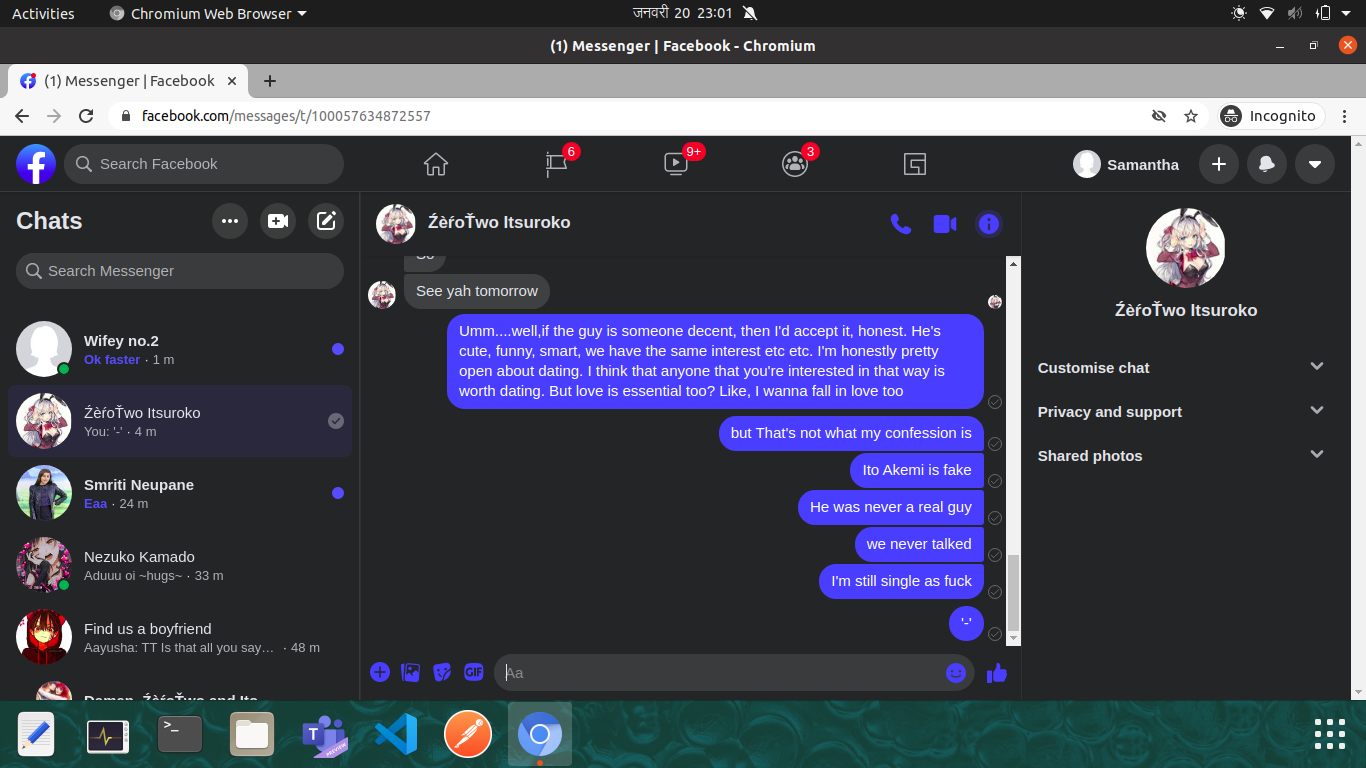 Activities
Chromium Web Browser
जनवरी 20 23:01
(1) Messenger | Facebook - Chromium
(1) Messenger | Facebook
facebook.com/messages/t/100057634872557
Incognito
Search Facebook
6
9+
3
Samantha
Chats
Search Messenger
Wifey no.2
Ok faster · 1 m
ŹèŕoŤwo Itsuroko
You: '-' · 4 m
Smriti Neupane
Eaa · 24 m
Nezuko Kamado
Aduuu oi ~hugs~ · 33 m
Find us a boyfriend
Aayusha: TT Is that all you say… · 48 m
ŹèŕoŤwo Itsuroko
So
See yah tomorrow
Umm....well,if the guy is someone decent, then I'd accept it, honest. He's
cute, funny, smart, we have the same interest etc etc. I'm honestly pretty
open about dating. I think that anyone that you're interested in that way is
worth dating. But love is essential too? Like, I wanna fall in love too
but That's not what my confession is
Ito Akemi is fake
He was never a real guy
we never talked
I'm still single as fuck
'-'
GIF
Aa
ŹèŕoŤwo Itsuroko
Customise chat
Privacy and support
Shared photos
>_
T
PREVIEW